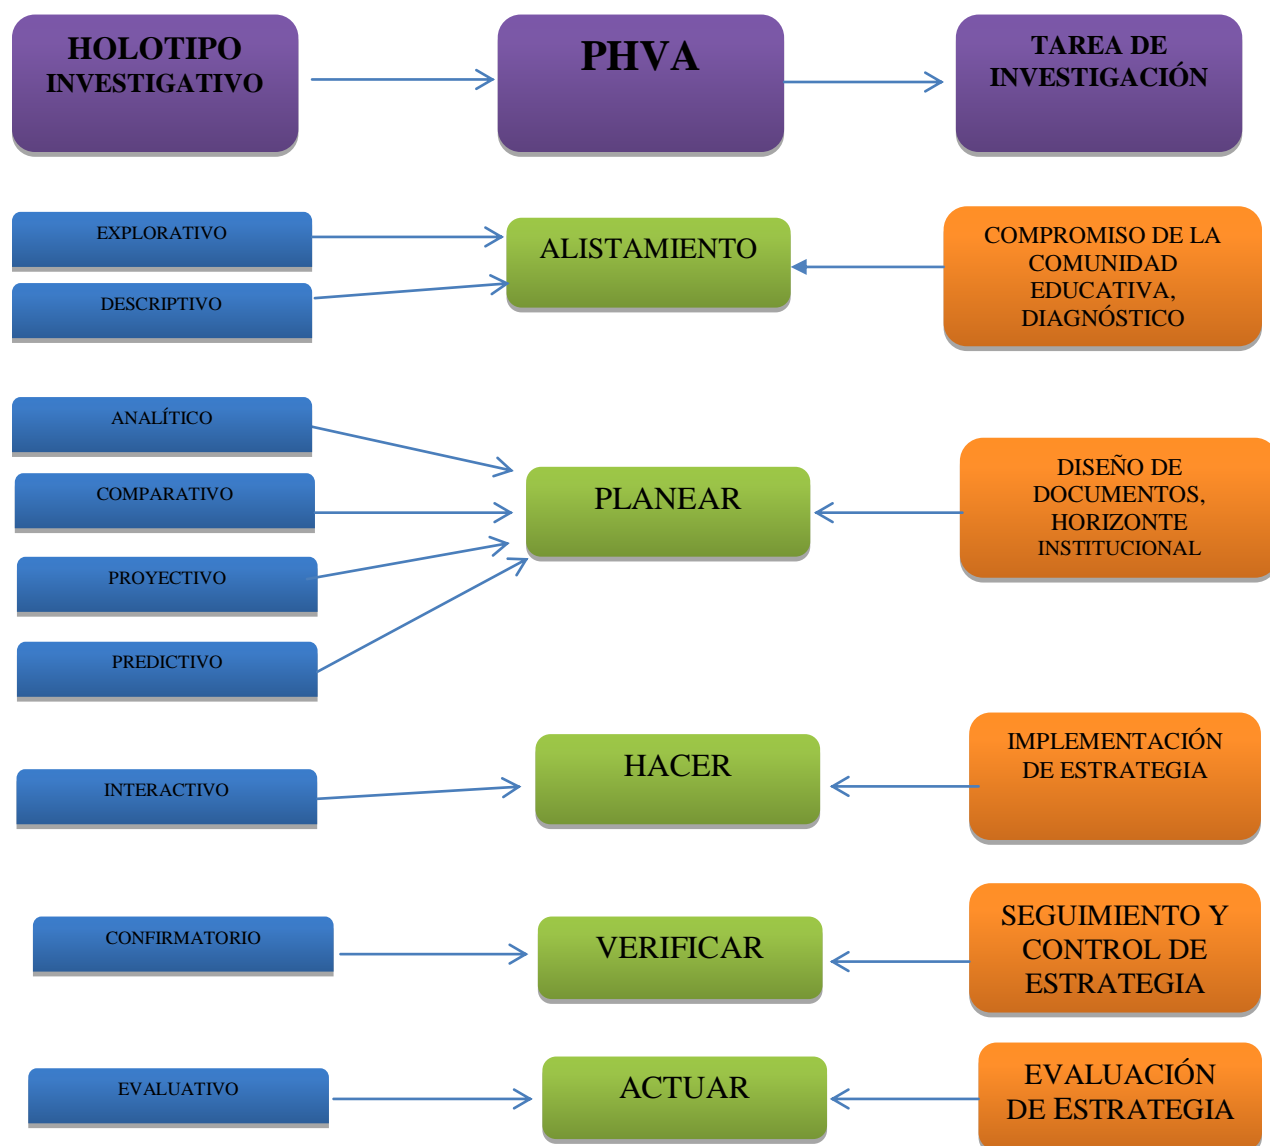 HOLOTIPO
INVESTIGATIVO
PHVA
TAREA DE
INVESTIGACIÓN
EXPLORATIVO
DESCRIPTIVO
ALISTAMIENTO
COMPROMISO DE LA
COMUNIDAD
EDUCATIVA,
DIAGNÓSTICO
ANALÍTICO
COMPARATIVO
PROYECTIVO
PREDICTIVO
PLANEAR
DISEÑO DE
DOCUMENTOS,
HORIZONTE
INSTITUCIONAL
INTERACTIVO
HACER
IMPLEMENTACIÓN
DE ESTRATEGIA
CONFIRMATORIO
VERIFICAR
SEGUIMIENTO Y
CONTROL DE
ESTRATEGIA
EVALUATIVO
ACTUAR
EVALUACIÓN
DE ESTRATEGIA